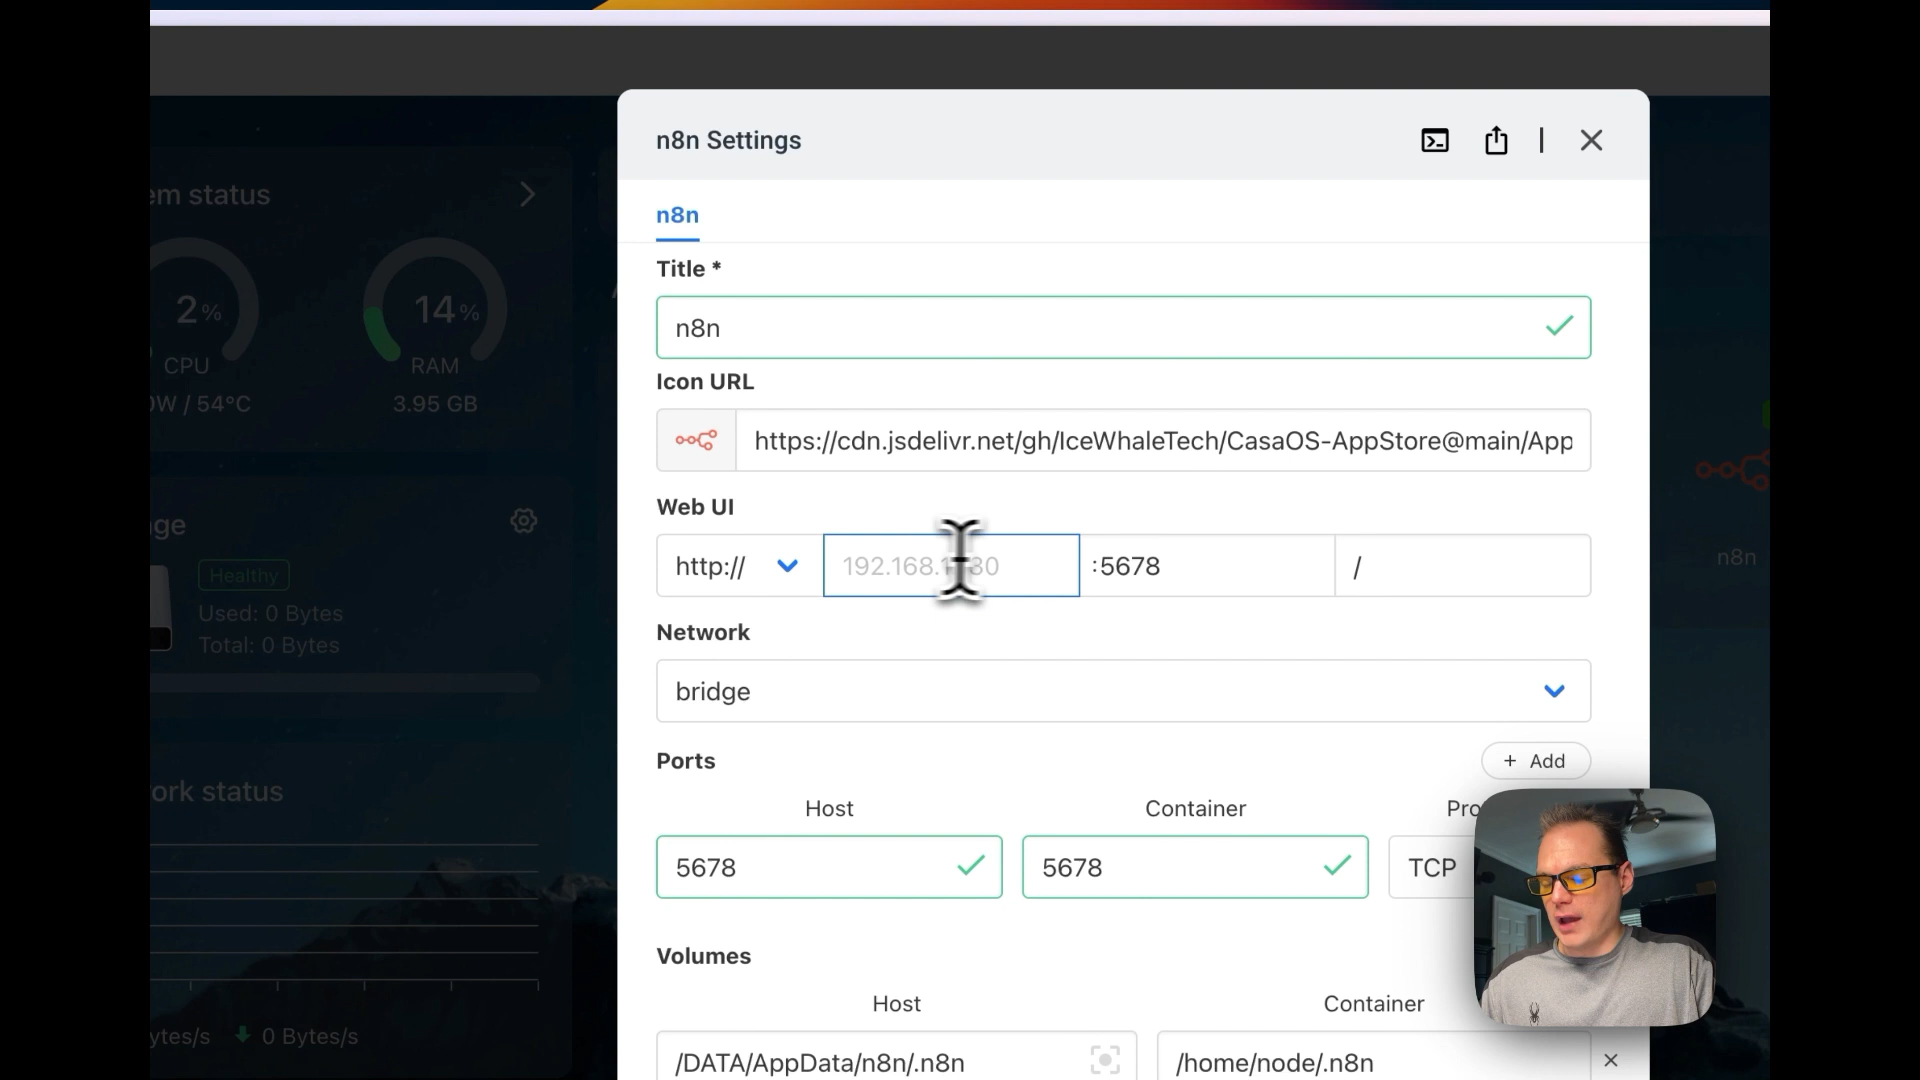 n8n Settings
em status
n8n
Title *
2%
14%
n8n
CPU
RAM
Icon URL
W / 54°C
3.95 GB
https://cdn.jsdelivr.net/gh/IceWhaleTech/CasaOS-AppStore@main/App
Web UI
ge
http://
:5678
/
n8n
Healthy
Used: 0 Bytes
Network
Total: 0 Bytes
bridge
Ports
+ Add
ork status
Host
Container
5678
5678
TCP
Volumes
Host
Container
ytes/s
0 Bytes/s
/DATA/AppData/n8n/.n8n
/home/node/.n8n